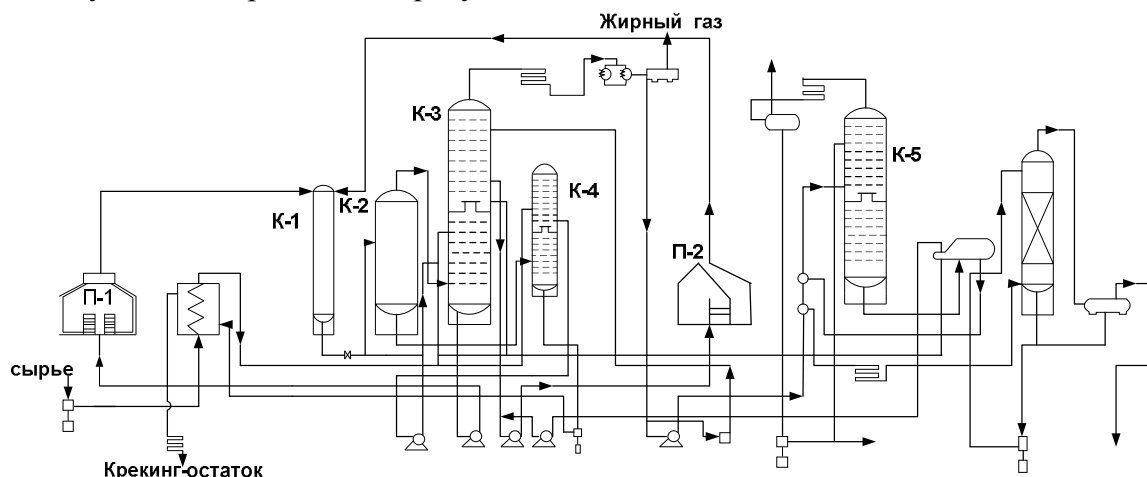 Жирный газ
К-3
К-5
К-4
К-1
К-2
П-2
П-1
сырье
Крекинг-остаток